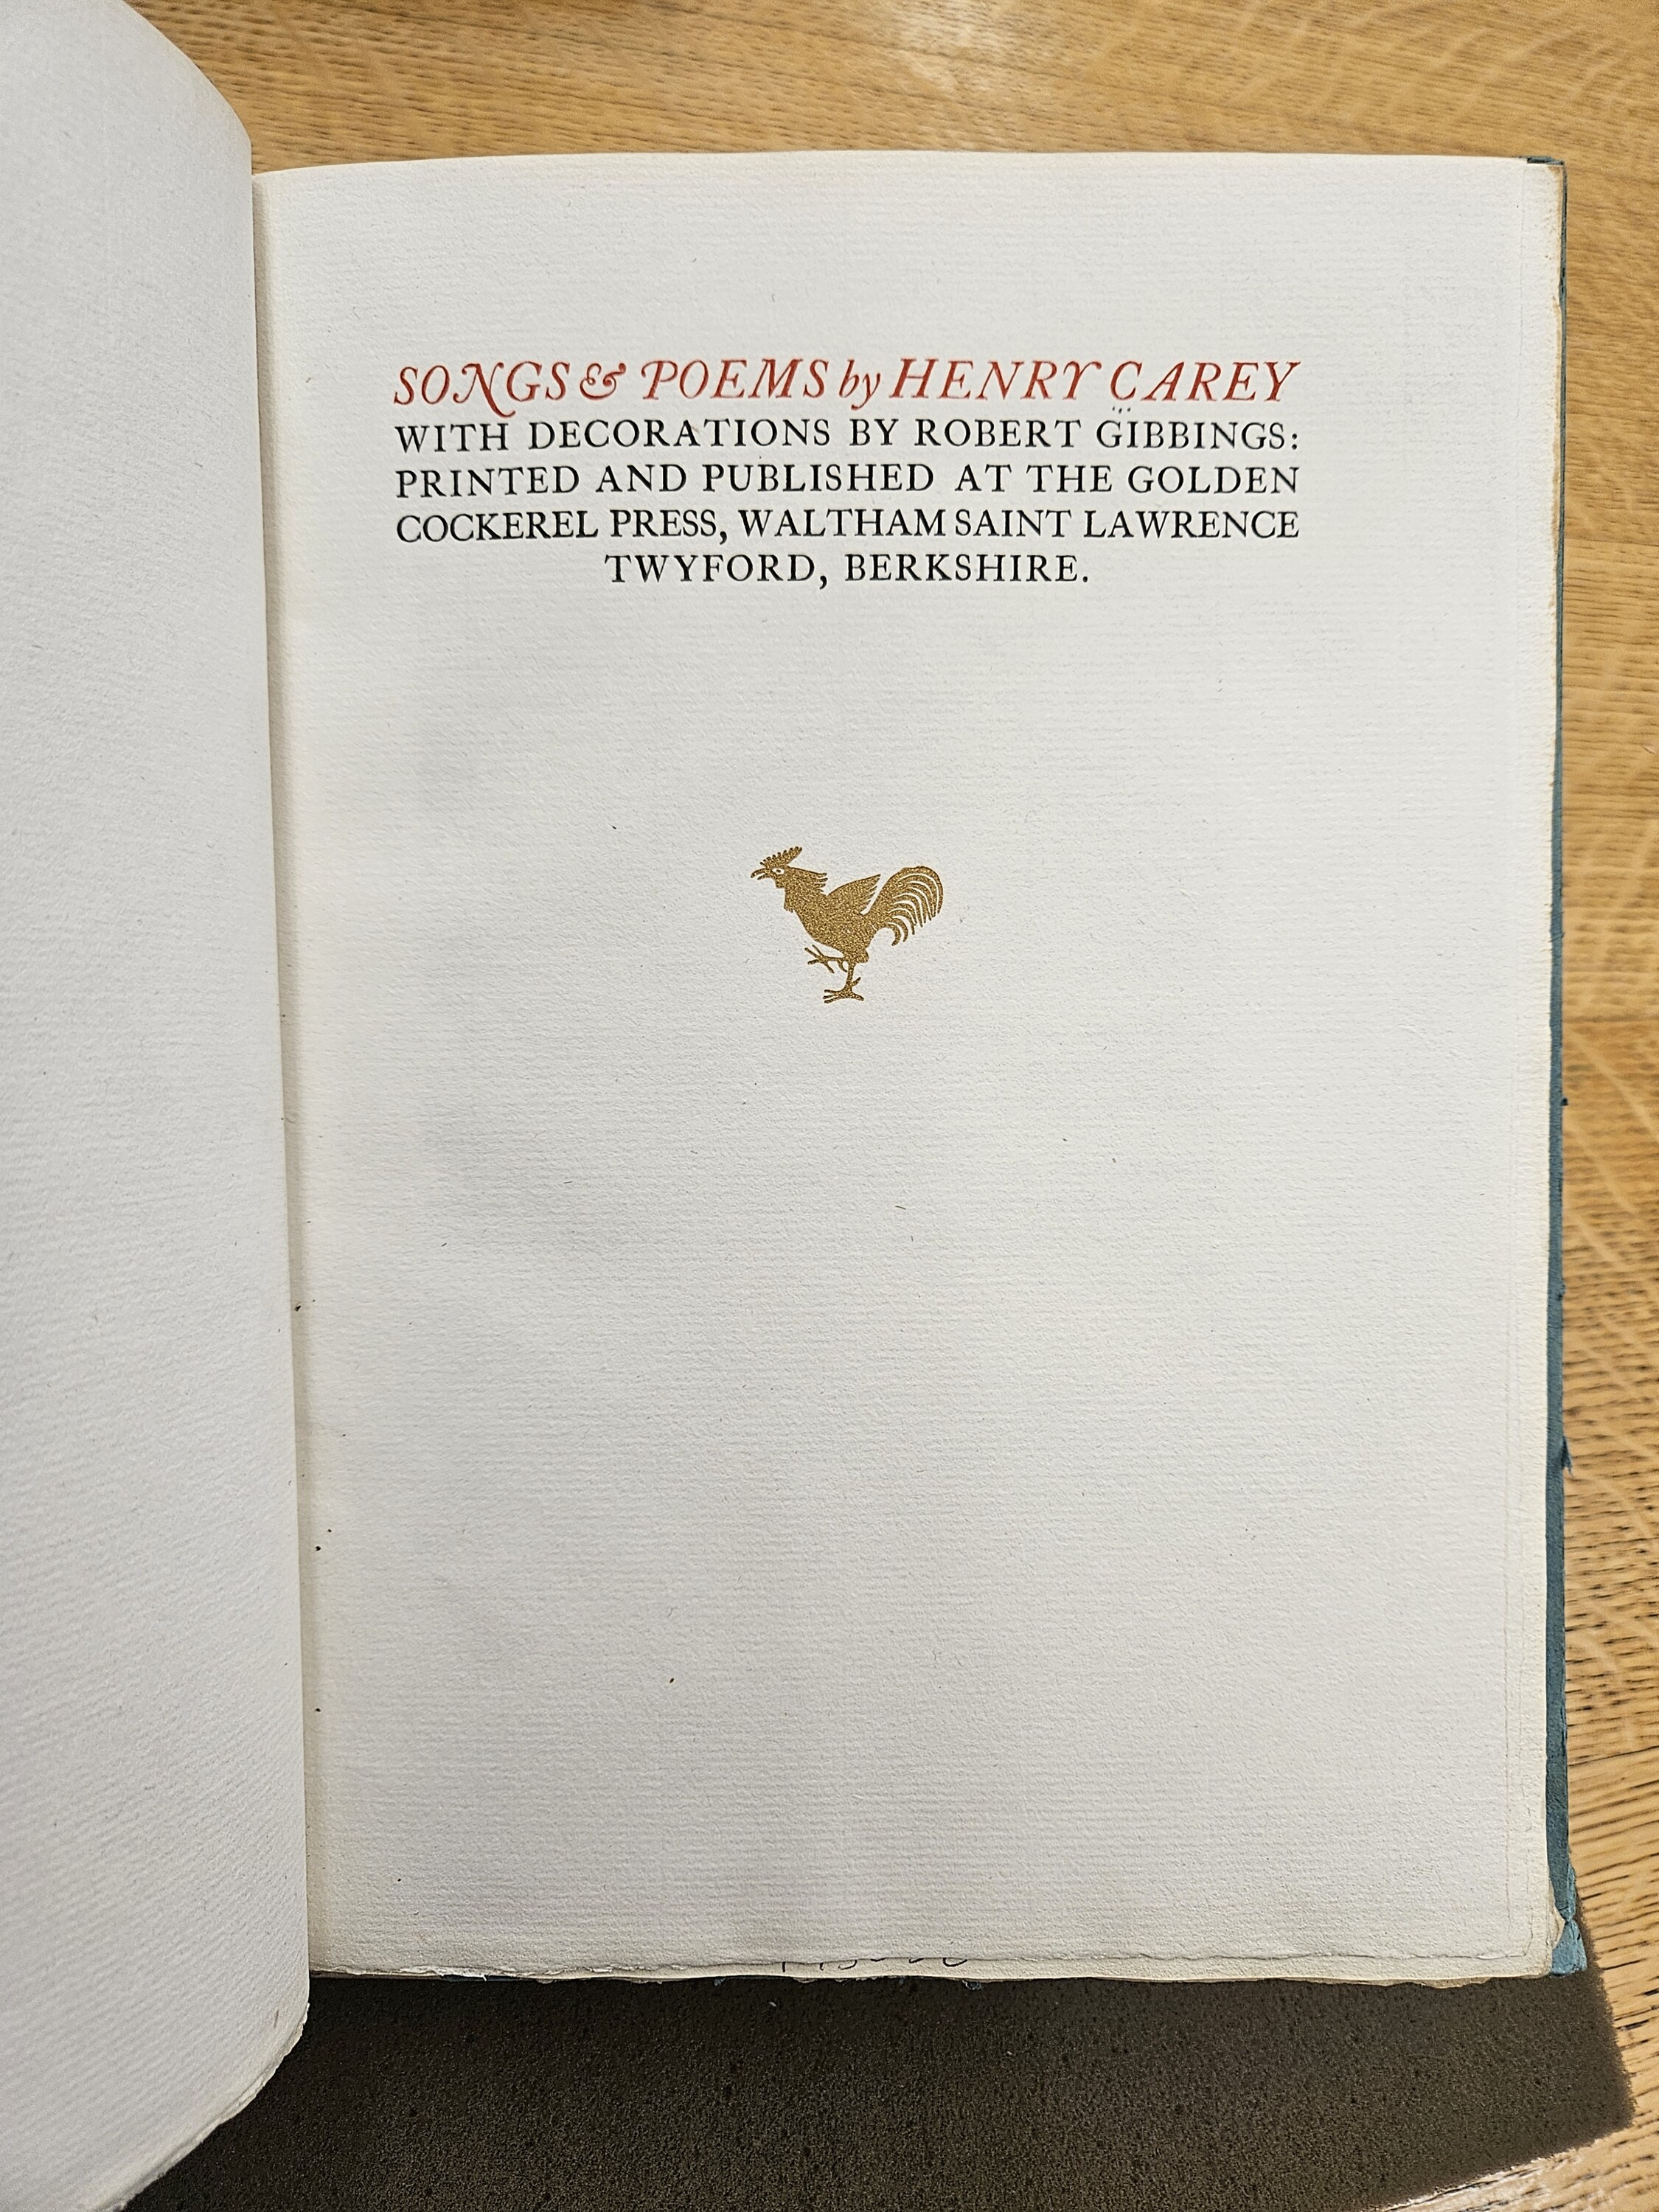 SONGS & POEMS by HENRY CAREY
WITH DECORATIONS BY ROBERT GIBBINGS:
PRINTED AND PUBLISHED AT THE GOLDEN
COCKEREL PRESS, WALTHAM SAINT LAWRENCE
TWYFORD, BERKSHIRE.